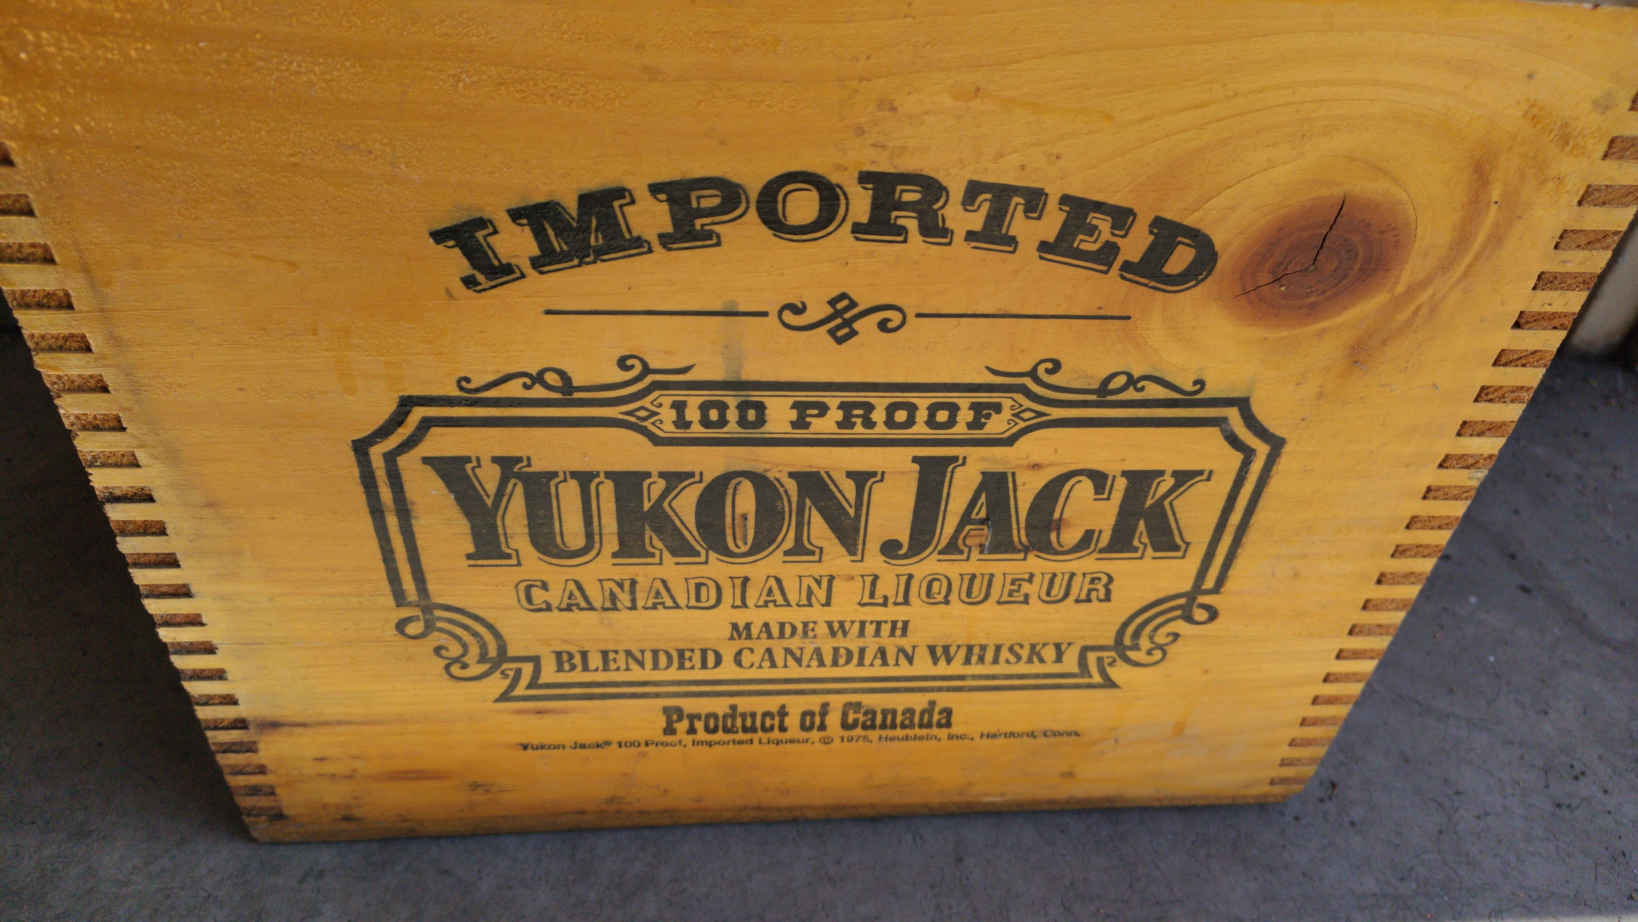 IMPORTED
100 PROOF
YUKON JACK
CANADIAN LIQUEUR
MADE WITH
BLENDED CANADIAN WHISKY
Product of Canada
Yukon Jack® 100 Proof, Imported Liqueur, © 1975, Heublein, Inc., Hartford, Conn.